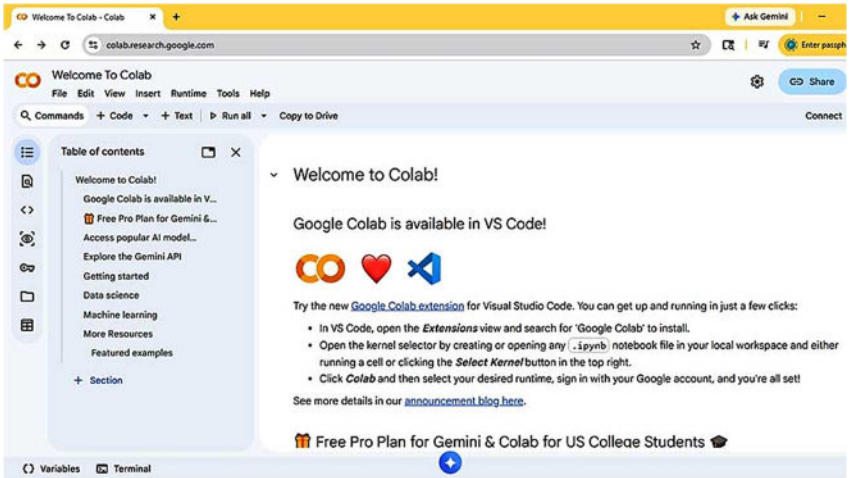 Welcome To Colab - Colab
Ask Gemini
colab.research.google.com
Enter passph
Welcome To Colab
File Edit View Insert Runtime Tools Help
Share
Commands + Code + Text Run all Copy to Drive
Connect
Table of contents
Welcome to Colab!
Google Colab is available in V...
Free Pro Plan for Gemini &...
Access popular AI model...
Explore the Gemini API
Getting started
Data science
Machine learning
More Resources
Featured examples
+ Section
Welcome to Colab!
Google Colab is available in VS Code!
Try the new Google Colab extension for Visual Studio Code. You can get up and running in just a few clicks:
• In VS Code, open the Extensions view and search for 'Google Colab' to install.
• Open the kernel selector by creating or opening any .ipynb notebook file in your local workspace and either
running a cell or clicking the Select Kernel button in the top right.
• Click Colab and then select your desired runtime, sign in with your Google account, and you're all set!
See more details in our announcement blog here.
Free Pro Plan for Gemini & Colab for US College Students
Variables Terminal